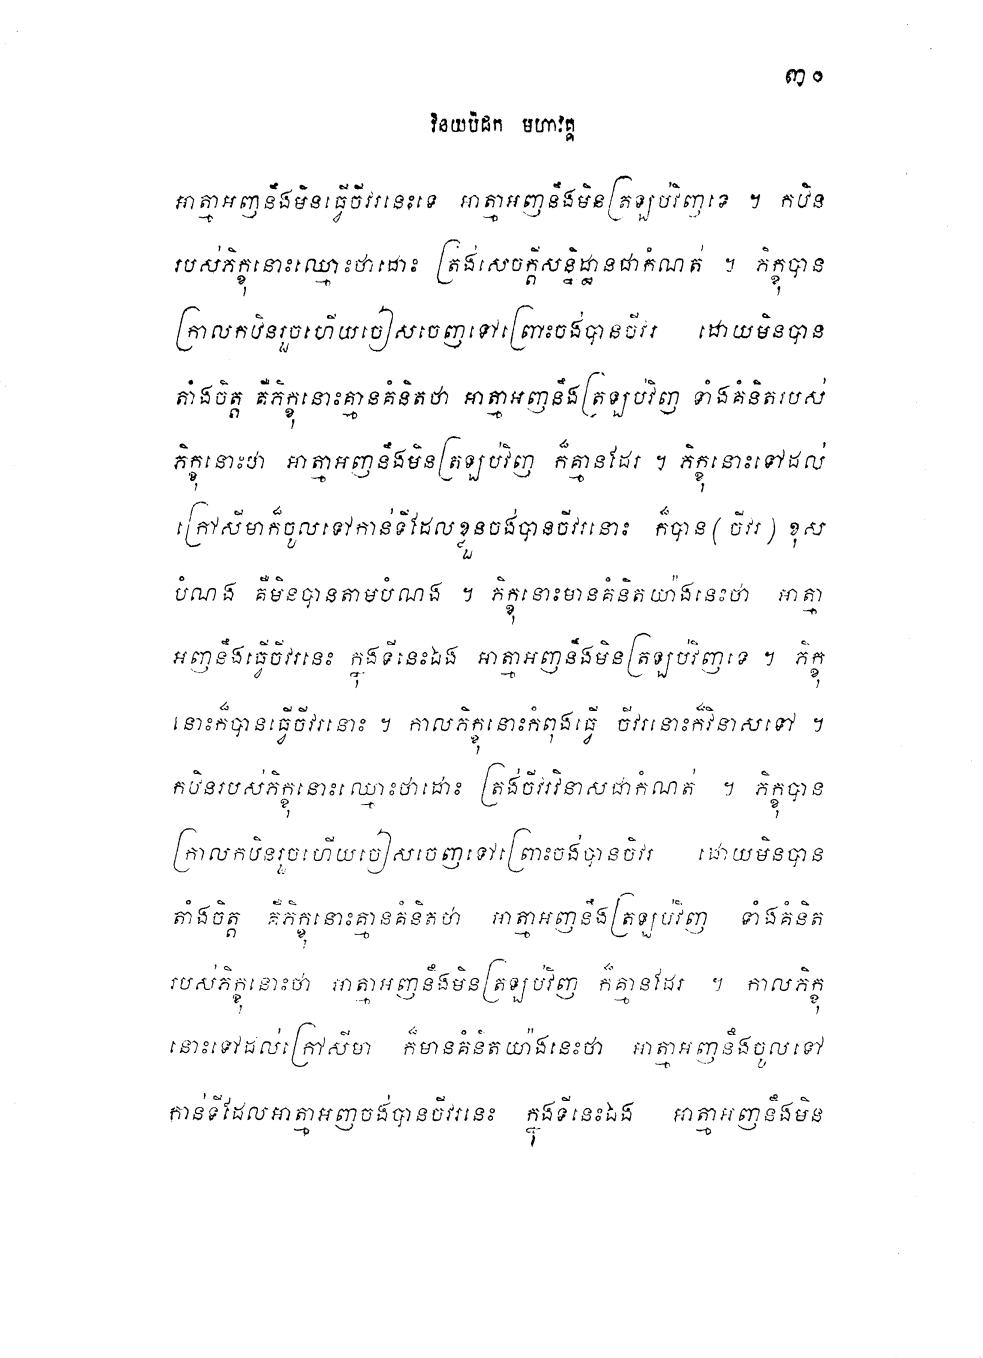 ៣០
វិនយបិដក មហាវគ្គ
អាត្មាអញនឹងមិនធ្វើចីវរនេះទេ អាត្មាអញនឹងមិនត្រឡប់វិញទេ ។ កឋិន
របស់ភិក្ខុនោះឈ្មោះថាដោះ ត្រង់សេចក្តីសន្និដ្ឋានជាកំណត់ ។ ភិក្ខុបាន
ក្រាលកឋិនរួចហើយចៀសចេញទៅព្រោះចង់បានចីវរ ដោយមិនបាន
តាំងចិត្ត គឺភិក្ខុនោះគ្មានគំនិតថា អាត្មាអញនឹងត្រឡប់វិញ ទាំងគំនិតរបស់
ភិក្ខុនោះថា អាត្មាអញនឹងមិនត្រឡប់វិញ ក៏គ្មានដែរ ។ ភិក្ខុនោះទៅដល់
ក្រៅសីមាក៏ចូលទៅកាន់ទីដែលខ្លួនចង់បានចីវរនោះ ក៏បាន ( ចីវរ ) ខុស
បំណង គឺមិនបានតាមបំណង ។ ភិក្ខុនោះមានគំនិតយ៉ាងនេះថា អាត្មា
អញនឹងធ្វើចីវរនេះ ក្នុងទីនេះឯង អាត្មាអញនឹងមិនត្រឡប់វិញទេ ។ ភិក្ខុ
នោះក៏បានធ្វើចីវរនោះ ។ កាលភិក្ខុនោះកំពុងធ្វើ ចីវរនោះក៏វិនាសទៅ ។
កឋិនរបស់ភិក្ខុនោះឈ្មោះថាដោះ ត្រង់ចីវរវិនាសជាកំណត់ ។ ភិក្ខុបាន
ក្រាលកឋិនរួចហើយចៀសចេញទៅព្រោះចង់បានចីវរ ដោយមិនបាន
តាំងចិត្ត គឺភិក្ខុនោះគ្មានគំនិតថា អាត្មាអញនឹងត្រឡប់វិញ ទាំងគំនិត
របស់ភិក្ខុនោះថា អាត្មាអញនឹងមិនត្រឡប់វិញ ក៏គ្មានដែរ ។ កាលភិក្ខុ
នោះទៅដល់ក្រៅសីមា ក៏មានគំនិតយ៉ាងនេះថា អាត្មាអញនឹងចូលទៅ
កាន់ទីដែលអាត្មាអញចង់បានចីវរនេះ ក្នុងទីនេះឯង អាត្មាអញនឹងមិន